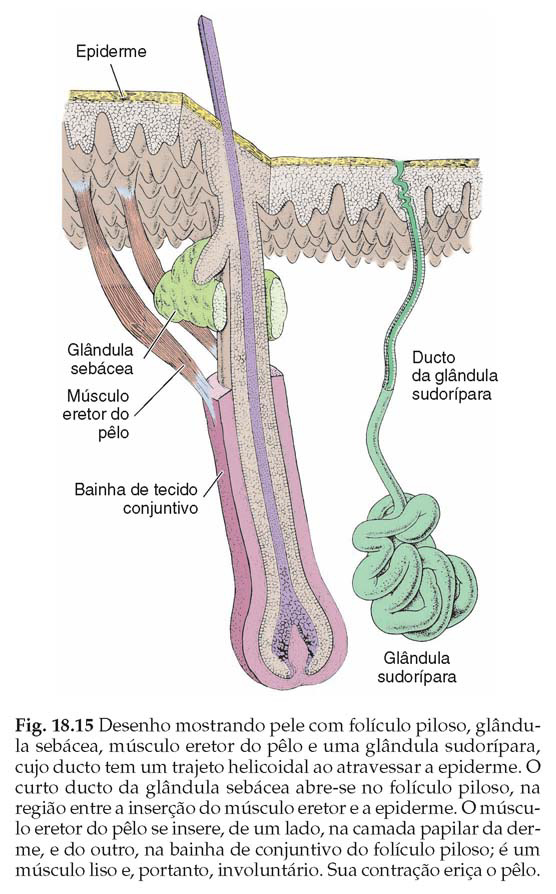 Epiderme
Glândula
sebácea
Músculo
eretor do
pêlo
Bainha de tecido
conjuntivo
Ducto
da glândula
sudorípara
Glândula
sudorípara
Fig. 18.15 Desenho mostrando pele com folículo piloso, glându-
la sebácea, músculo eretor do pêlo e uma glândula sudorípara,
cujo ducto tem um trajeto helicoidal ao atravessar a epiderme. O
curto ducto da glândula sebácea abre-se no folículo piloso, na
região entre a inserção do músculo eretor e a epiderme. O múscu-
lo eretor do pêlo se insere, de um lado, na camada papilar da der-
me, e do outro, na bainha de conjuntivo do folículo piloso; é um
músculo liso e, portanto, involuntário. Sua contração eriça o pêlo.